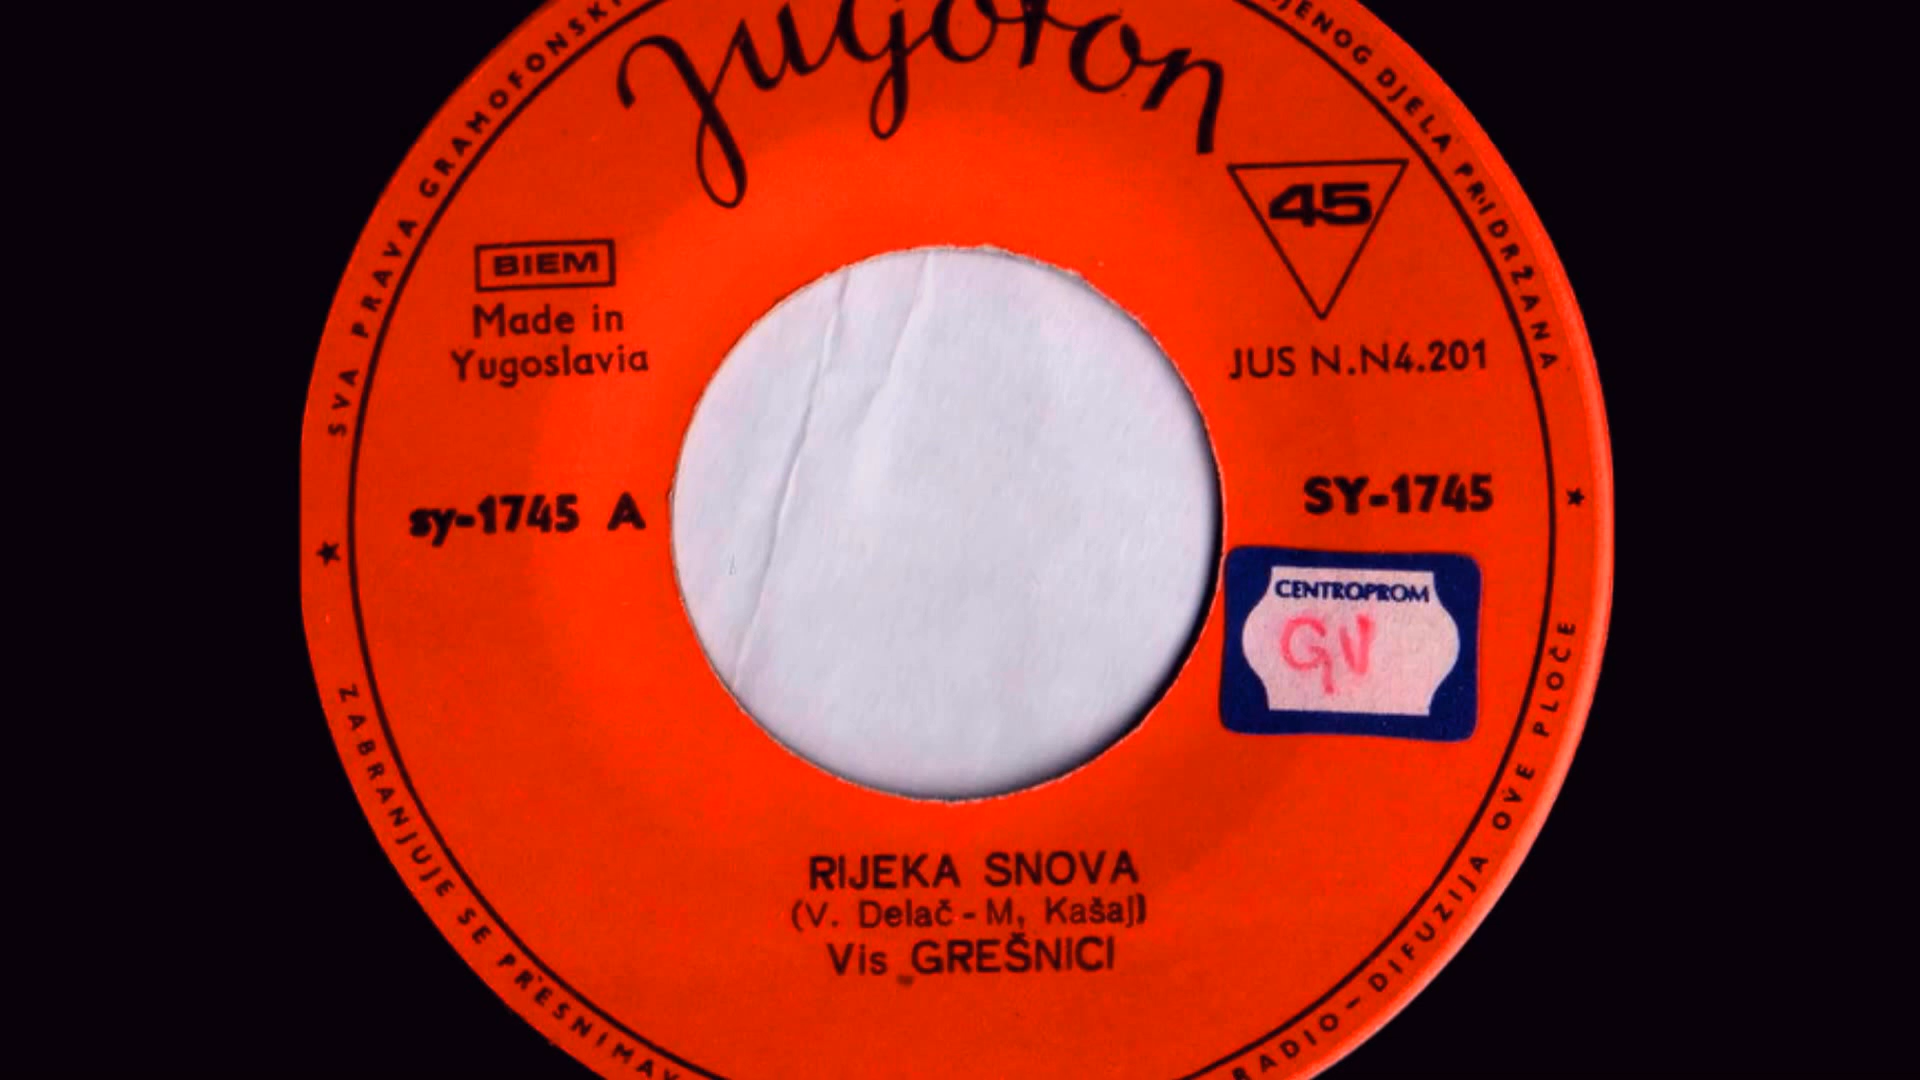 Jugoton
SVA PRAVA GRAMOFONSKI
JENOG DJELA PRIDRŽANA
45
BIEM
Made in
Yugoslavia
JUS N.N4.201
sy-1745 A
SY-1745
CENTROPROM
GV
RIJEKA SNOVA
(V. Delač - M. Kašaj)
Vis GREŠNICI
ZABRANJUJE SE PRESNIMAV
RADIO-DIFUZIJA OVE PLOČE